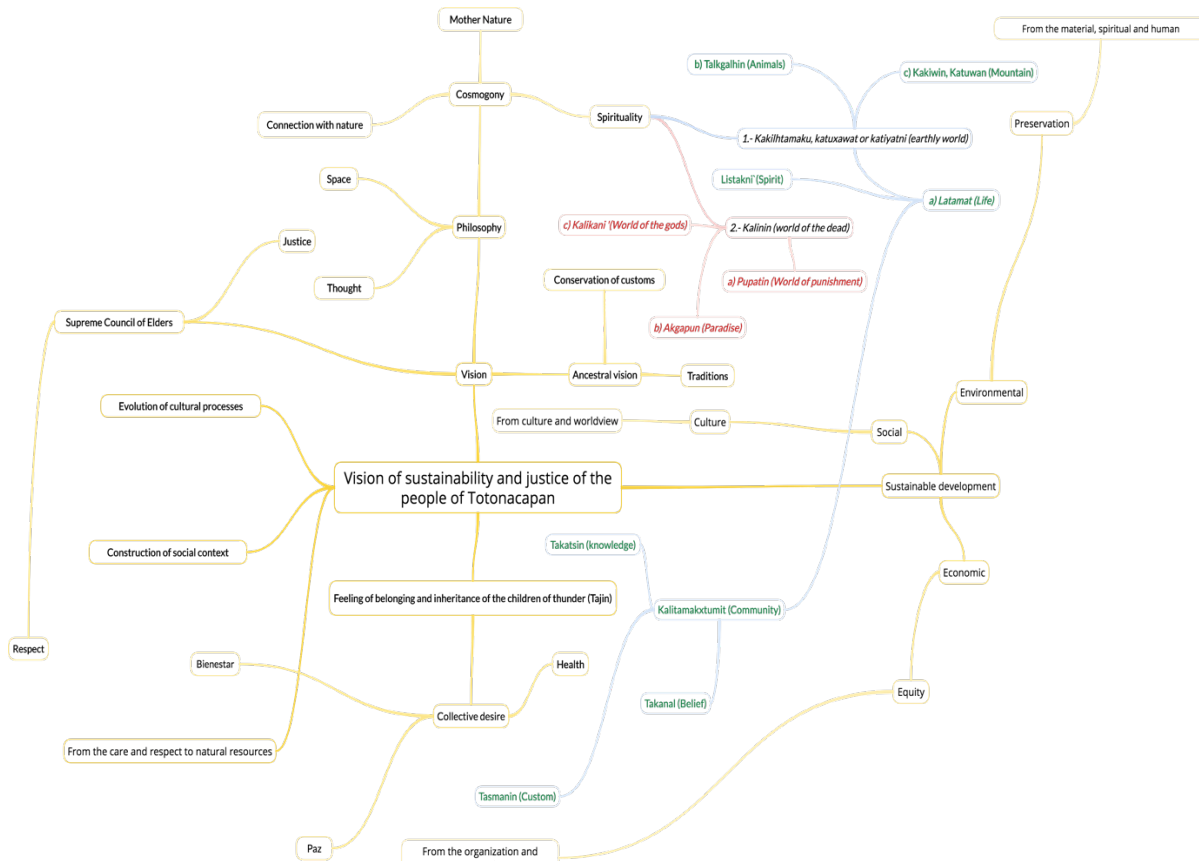 Mother Nature
From the material, spiritual and human
b) Talkgalhin (Animals)
c) Kakiwin, Katuwan (Mountain)
Cosmogony
Connection with nature
Spirituality
Preservation
1.- Kakilhtamaku, katuxawat or katiyatni (earthly world)
Space
Listakni`(Spirit)
a) Latamat (Life)
Philosophy
c) Kalikani '(World of the gods)
2.- Kalinin (world of the dead)
Justice
Thought
Conservation of customs
a) Pupatin (World of punishment)
Supreme Council of Elders
b) Akgapun (Paradise)
Vision
Ancestral vision
Traditions
Environmental
Evolution of cultural processes
From culture and worldview
Culture
Social
Vision of sustainability and justice of the
people of Totonacapan
Sustainable development
Construction of social context
Takatsin (knowledge)
Economic
Feeling of belonging and inheritance of the children of thunder (Tajin)
Kalitamakxtumit (Community)
Respect
Bienestar
Health
Equity
Takanal (Belief)
Collective desire
From the care and respect to natural resources
Tasmanin (Custom)
Paz
From the organization and